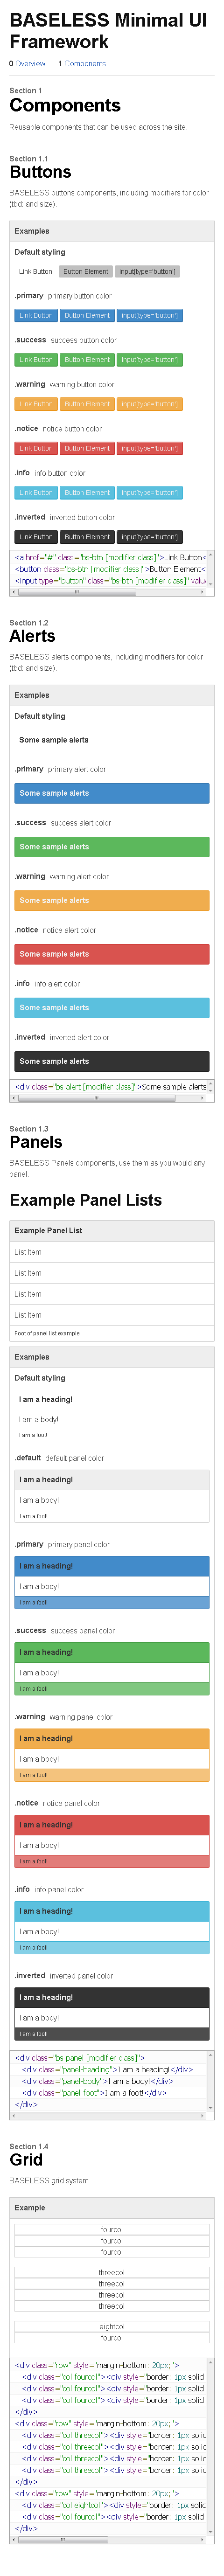 BASELESS Minimal UI
Framework
0 Overview 1 Components
Section 1
Components
Reusable components that can be used across the site.
Section 1.1
Buttons
BASELESS buttons components, including modifiers for color
(tbd: and size).
Examples
Default styling
Link Button Button Element input[type='button']
.primary primary button color
Link Button Button Element input[type='button']
.success success button color
Link Button Button Element input[type='button']
.warning warning button color
Link Button Button Element input[type='button']
.notice notice button color
Link Button Button Element input[type='button']
.info info button color
Link Button Button Element input[type='button']
.inverted inverted button color
Link Button Button Element input[type='button']
<a href="#" class="bs-btn [modifier class]">Link Button<
<button class="bs-btn [modifier class]">Button Element<
<input type="button" class="bs-btn [modifier class]" value
Section 1.2
Alerts
BASELESS alerts components, including modifiers for color
(tbd: and size).
Examples
Default styling
Some sample alerts
.primary primary alert color
Some sample alerts
.success success alert color
Some sample alerts
.warning warning alert color
Some sample alerts
.notice notice alert color
Some sample alerts
.info info alert color
Some sample alerts
.inverted inverted alert color
Some sample alerts
<div class="bs-alert [modifier class]">Some sample alerts
Section 1.3
Panels
BASELESS Panels components, use them as you would any
panel.
Example Panel Lists
Example Panel List
List Item
List Item
List Item
List Item
Foot of panel list example
Examples
Default styling
I am a heading!
I am a body!
I am a foot!
.default default panel color
I am a heading!
I am a body!
I am a foot!
.primary primary panel color
I am a heading!
I am a body!
I am a foot!
.success success panel color
I am a heading!
I am a body!
I am a foot!
.warning warning panel color
I am a heading!
I am a body!
I am a foot!
.notice notice panel color
I am a heading!
I am a body!
I am a foot!
.info info panel color
I am a heading!
I am a body!
I am a foot!
.inverted inverted panel color
I am a heading!
I am a body!
I am a foot!
<div class="bs-panel [modifier class]">
<div class="panel-heading">I am a heading!</div>
<div class="panel-body">I am a body!</div>
<div class="panel-foot">I am a foot!</div>
</div>
Section 1.4
Grid
BASELESS grid system
Example
fourcol
fourcol
fourcol
threecol
threecol
threecol
threecol
eightcol
fourcol
<div class="row" style="margin-bottom: 20px;">
<div class="col fourcol"><div style="border: 1px solid
<div class="col fourcol"><div style="border: 1px solid
<div class="col fourcol"><div style="border: 1px solid
</div>
<div class="row" style="margin-bottom: 20px;">
<div class="col threecol"><div style="border: 1px solid
<div class="col threecol"><div style="border: 1px solid
<div class="col threecol"><div style="border: 1px solid
<div class="col threecol"><div style="border: 1px solid
</div>
<div class="row" style="margin-bottom: 20px;">
<div class="col eightcol"><div style="border: 1px solid
<div class="col fourcol"><div style="border: 1px solid
</div>